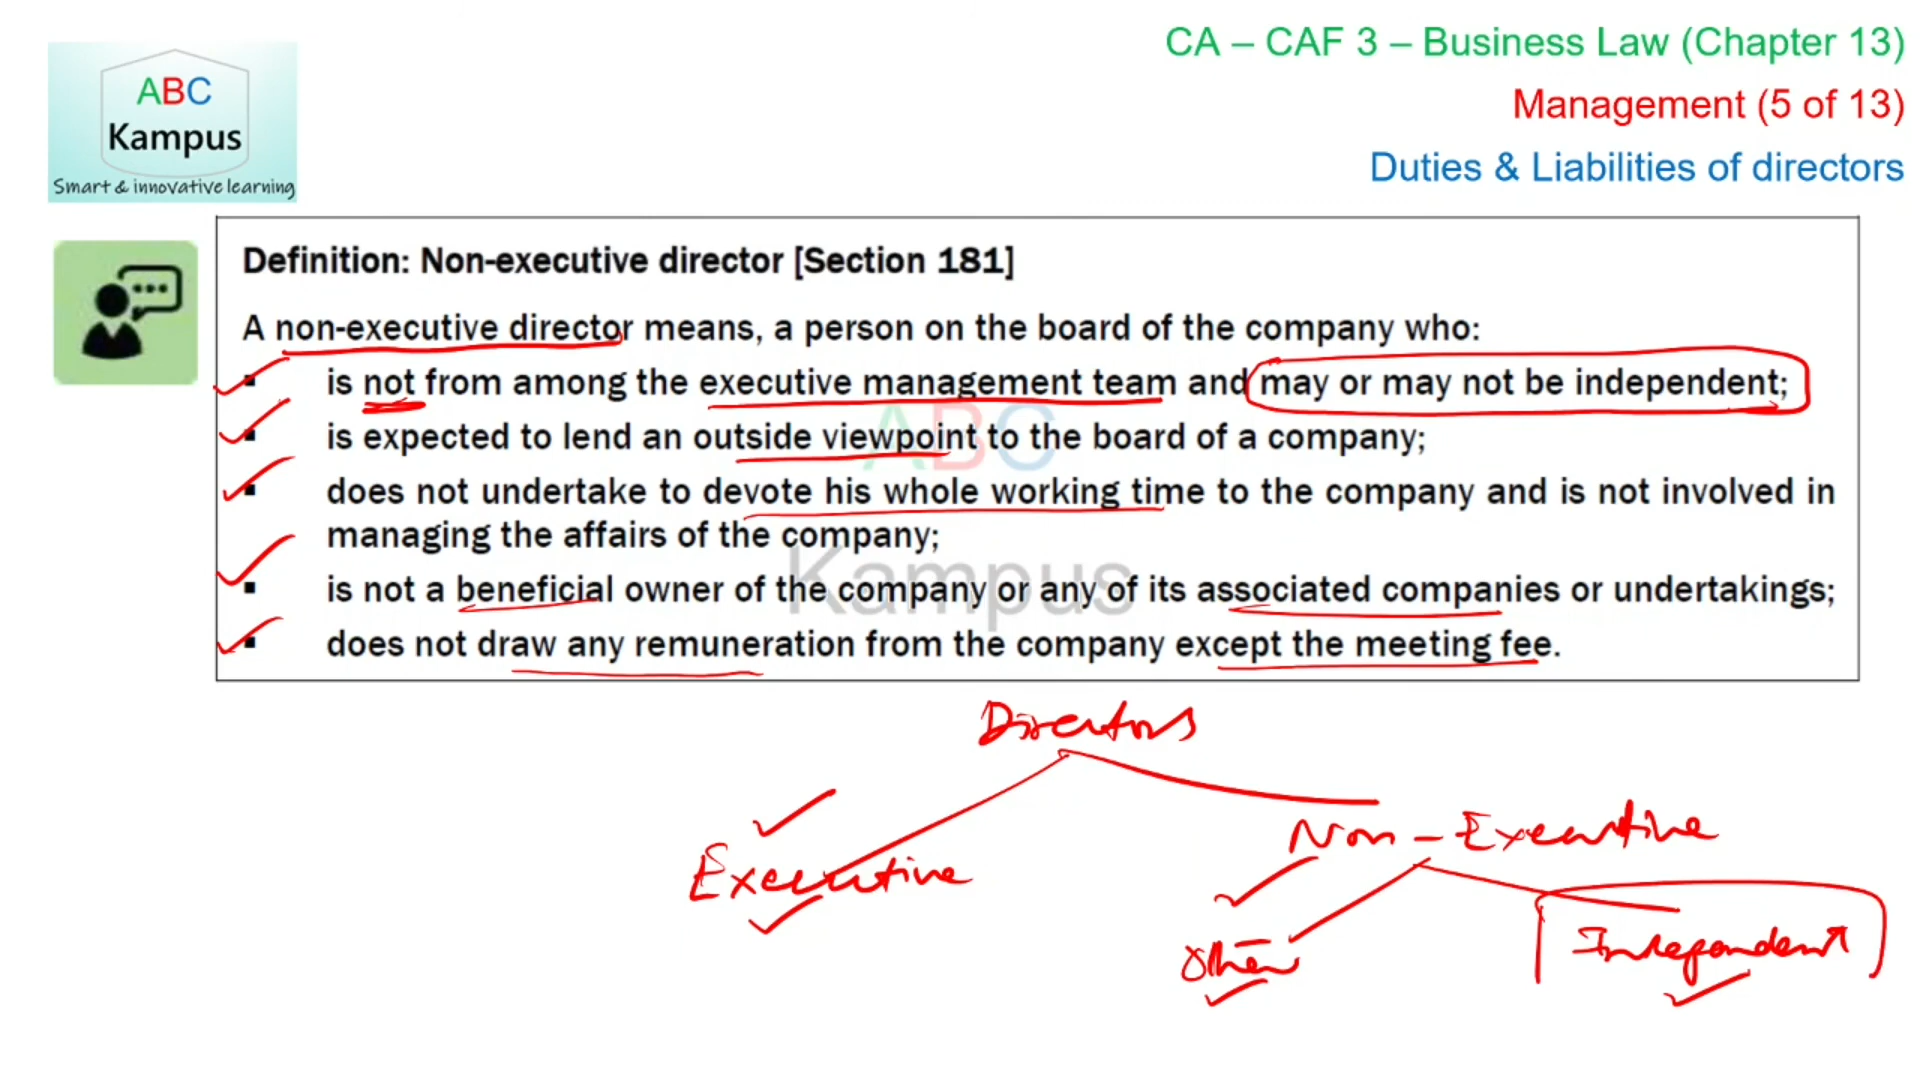 CA – CAF 3 – Business Law (Chapter 13)
ABC
Kampus
Smart & innovative learning
Management (5 of 13)
Duties & Liabilities of directors
Definition: Non-executive director [Section 181]
A non-executive director means, a person on the board of the company who:
▪ is not from among the executive management team and may or may not be independent;
▪ is expected to lend an outside viewpoint to the board of a company;
▪ does not undertake to devote his whole working time to the company and is not involved in
managing the affairs of the company;
▪ is not a beneficial owner of the company or any of its associated companies or undertakings;
▪ does not draw any remuneration from the company except the meeting fee.
ABC
Kampus
Directors
Executive
Non-Executive
Other
Independent